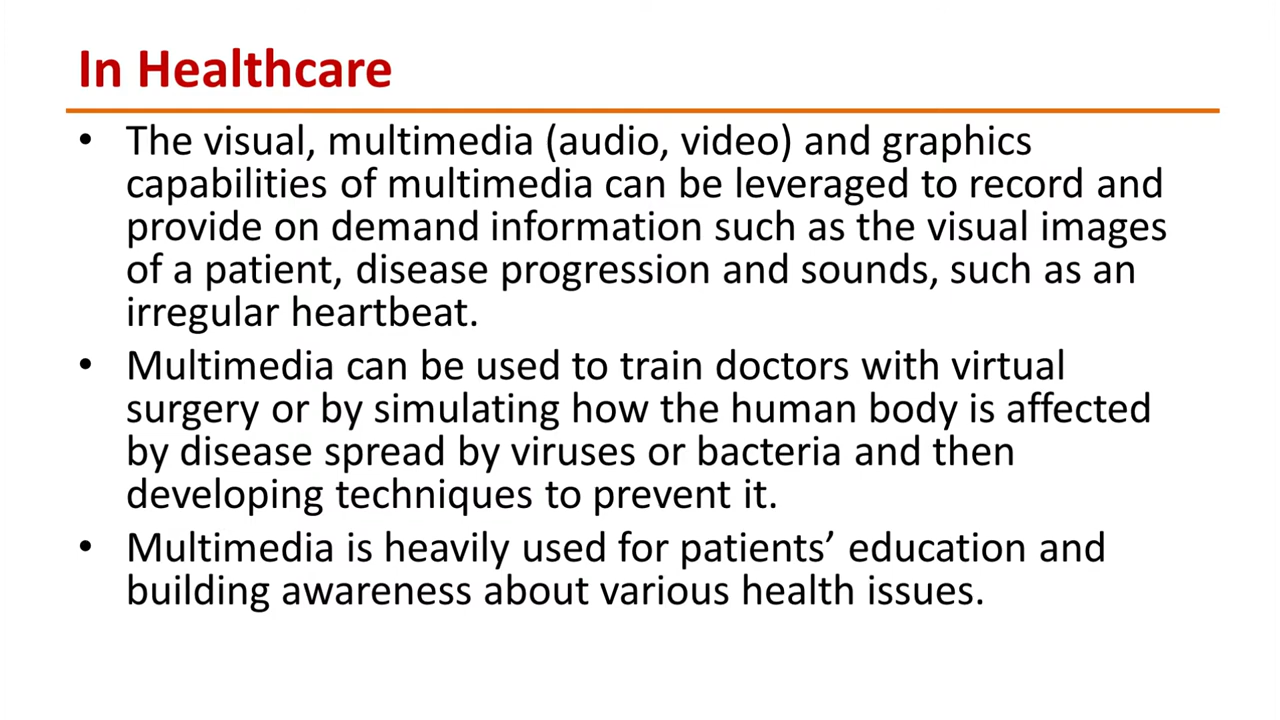 In Healthcare
• The visual, multimedia (audio, video) and graphics
capabilities of multimedia can be leveraged to record and
provide on demand information such as the visual images
of a patient, disease progression and sounds, such as an
irregular heartbeat.
• Multimedia can be used to train doctors with virtual
surgery or by simulating how the human body is affected
by disease spread by viruses or bacteria and then
developing techniques to prevent it.
• Multimedia is heavily used for patients’ education and
building awareness about various health issues.